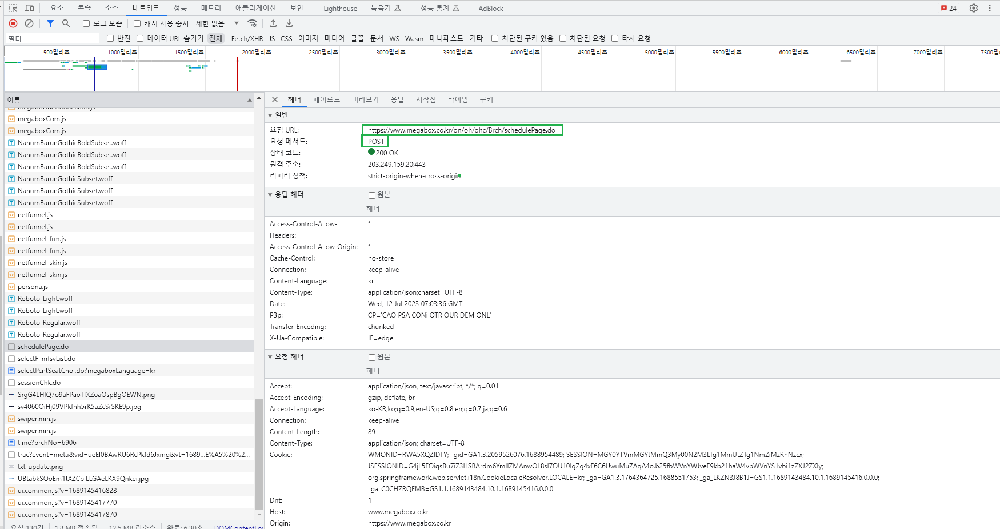 요소 콘솔 소스 네트워크 성능 메모리 애플리케이션 보안 Lighthouse 녹음기 성능 통계 AdBlock 24
로그 보존 캐시 사용 중지 제한 없음
필터 반전 데이터 URL 숨기기 전체 Fetch/XHR JS CSS 이미지 미디어 글꼴 문서 WS Wasm 매니페스트 기타 차단된 쿠키 있음 차단된 요청 타사 요청
500밀리초 1000밀리초 1500밀리초 2000밀리초 2500밀리초 3000밀리초 3500밀리초 4000밀리초 4500밀리초 5000밀리초 5500밀리초 6000밀리초 6500밀리초 7000밀리초 7500밀
이름
megaboxCom.js
megaboxCom.js
NanumBarunGothicBoldSubset.woff
NanumBarunGothicBoldSubset.woff
NanumBarunGothicBoldSubset.woff
NanumBarunGothicSubset.woff
NanumBarunGothicSubset.woff
NanumBarunGothicSubset.woff
netfunnel.js
netfunnel.js
netfunnel_frm.js
netfunnel_frm.js
netfunnel_skin.js
netfunnel_skin.js
persona.js
Roboto-Light.woff
Roboto-Light.woff
Roboto-Regular.woff
Roboto-Regular.woff
schedulePage.do
selectFilmfsvList.do
selectPcntSeatChoi.do?megaboxLanguage=kr
sessionChk.do
SrgG4LHIQ7o9aFPaoTIXZoaOspBgOEWN.png
sv4060OiHj09VPkfhh5rK5aZcSrSKE9p.jpg
swiper.min.js
swiper.min.js
time?brchNo=6906
trac?event=meta&vid=ueEI0BAwRU6RcPkfd6Jxmg&vt=1689...E%A5%20%2...
txt-update.png
UBtabkSOoEm1tXZCbILLGAeLKX9Qnkei.jpg
ui.common.js?v=1689145416828
ui.common.js?v=1689145417770
ui.common.js?v=1689145417870
요청 130건 1.8 MB 전송됨 12.5 MB 리소스 완료: 6.30초 DOMContentLo
헤더 페이로드 미리보기 응답 시작점 타이밍 쿠키
일반
요청 URL: https://www.megabox.co.kr/on/oh/ohc/Brch/schedulePage.do
요청 메서드: POST
상태 코드: 200 OK
원격 주소: 203.249.159.20:443
리퍼러 정책: strict-origin-when-cross-origin
응답 헤더 원본
헤더
Access-Control-Allow- *
Headers:
Access-Control-Allow-Origin: *
Cache-Control: no-store
Connection: keep-alive
Content-Language: kr
Content-Type: application/json;charset=UTF-8
Date: Wed, 12 Jul 2023 07:03:36 GMT
P3p: CP='CAO PSA CONi OTR OUR DEM ONL'
Transfer-Encoding: chunked
X-Ua-Compatible: IE=edge
요청 헤더 원본
헤더
Accept: application/json, text/javascript, */*; q=0.01
Accept-Encoding: gzip, deflate, br
Accept-Language: ko-KR,ko;q=0.9,en-US;q=0.8,en;q=0.7,ja;q=0.6
Connection: keep-alive
Content-Length: 89
Content-Type: application/json; charset=UTF-8
Cookie: WMONID=RWA5XQZIDTY; _gid=GA1.3.2059526076.1688954489; SESSION=MGY0YTVmMGYtMmQ3My00N2M3LTg1MmUtZTg1NmZiMzRhNzcx;
JSESSIONID=G4jL5FOiqsBu7iZ3HSBArdm6YmIlZMAnwOL8sI7OU10IgZg4xF6C6UwuMuZAqA4o.b25fbWVnYWJveF9kb21haW4vbWVnYS1vbi1zZXJ2ZXIy;
org.springframework.web.servlet.i18n.CookieLocaleResolver.LOCALE=kr; _ga=GA1.3.1764364725.1688551753; _ga_LKZN3J8B1J=GS1.1.1689143484.10.1.1689145416.0.0.0;
_ga_C0CHZRQFMB=GS1.1.1689143484.10.1.1689145416.0.0.0
Dnt: 1
Host: www.megabox.co.kr
Origin: https://www.megabox.co.kr